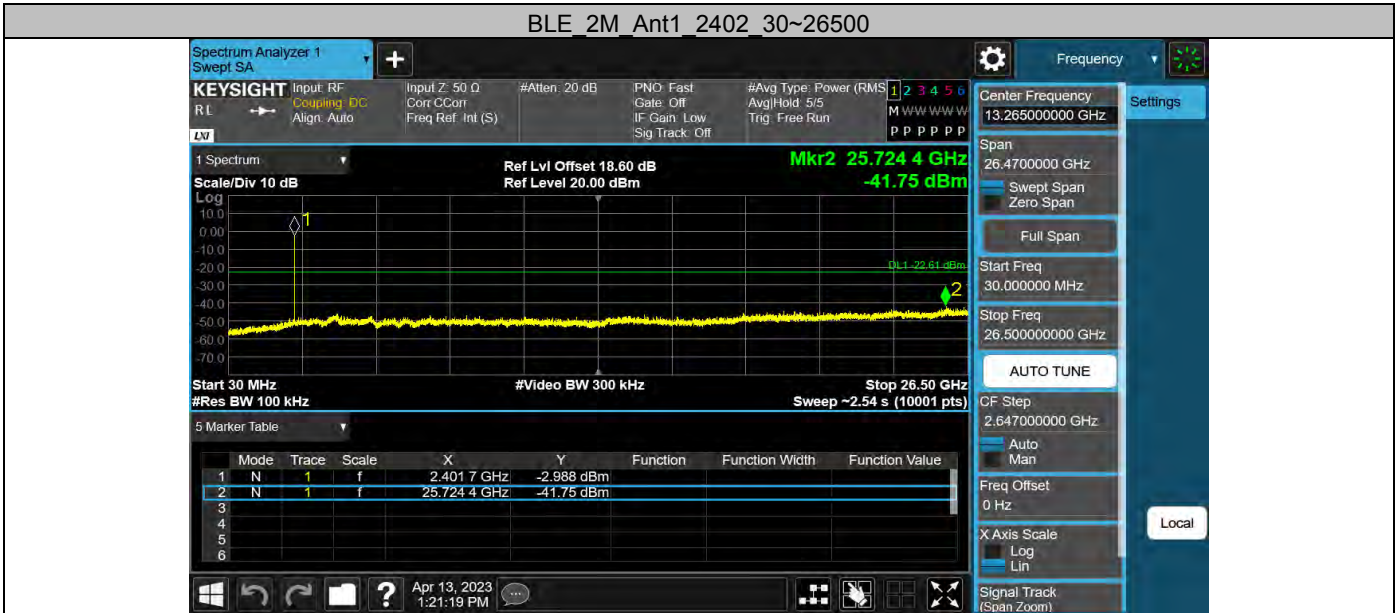 BLE_2M_Ant1_2402_30~26500
Spectrum Analyzer 1
Swept SA
+
Frequency
KEYSIGHT
RL
LXI
Input: RF
Coupling: DC
Align: Auto
Input Z: 50 Ω
Corr CCorr
Freq Ref: Int (S)
#Atten: 20 dB
PNO: Fast
Gate: Off
IF Gain: Low
Sig Track: Off
#Avg Type: Power (RMS
Avg|Hold: 5/5
Trig: Free Run
1 2 3 4 5 6
M W W W W W
P P P P P P
1 Spectrum
Scale/Div 10 dB
Log
Ref Lvl Offset 18.60 dB
Ref Level 20.00 dBm
Mkr2 25.724 4 GHz
-41.75 dBm
10.0
0.00
-10.0
-20.0
-30.0
-40.0
-50.0
-60.0
-70.0
1
2
DL1 -22.61 dBm
Start 30 MHz
#Res BW 100 kHz
#Video BW 300 kHz
Stop 26.50 GHz
Sweep ~2.54 s (10001 pts)
5 Marker Table
Mode Trace Scale X Y Function Function Width Function Value
1 N 1 f 2.401 7 GHz -2.988 dBm
2 N 1 f 25.724 4 GHz -41.75 dBm
3
4
5
6
Center Frequency
13.265000000 GHz
Settings
Span
26.4700000 GHz
Swept Span
Zero Span
Full Span
Start Freq
30.000000 MHz
Stop Freq
26.500000000 GHz
AUTO TUNE
CF Step
2.647000000 GHz
Auto
Man
Freq Offset
0 Hz
Local
X Axis Scale
Log
Lin
Signal Track
(Span Zoom)
?
Apr 13, 2023
1:21:19 PM